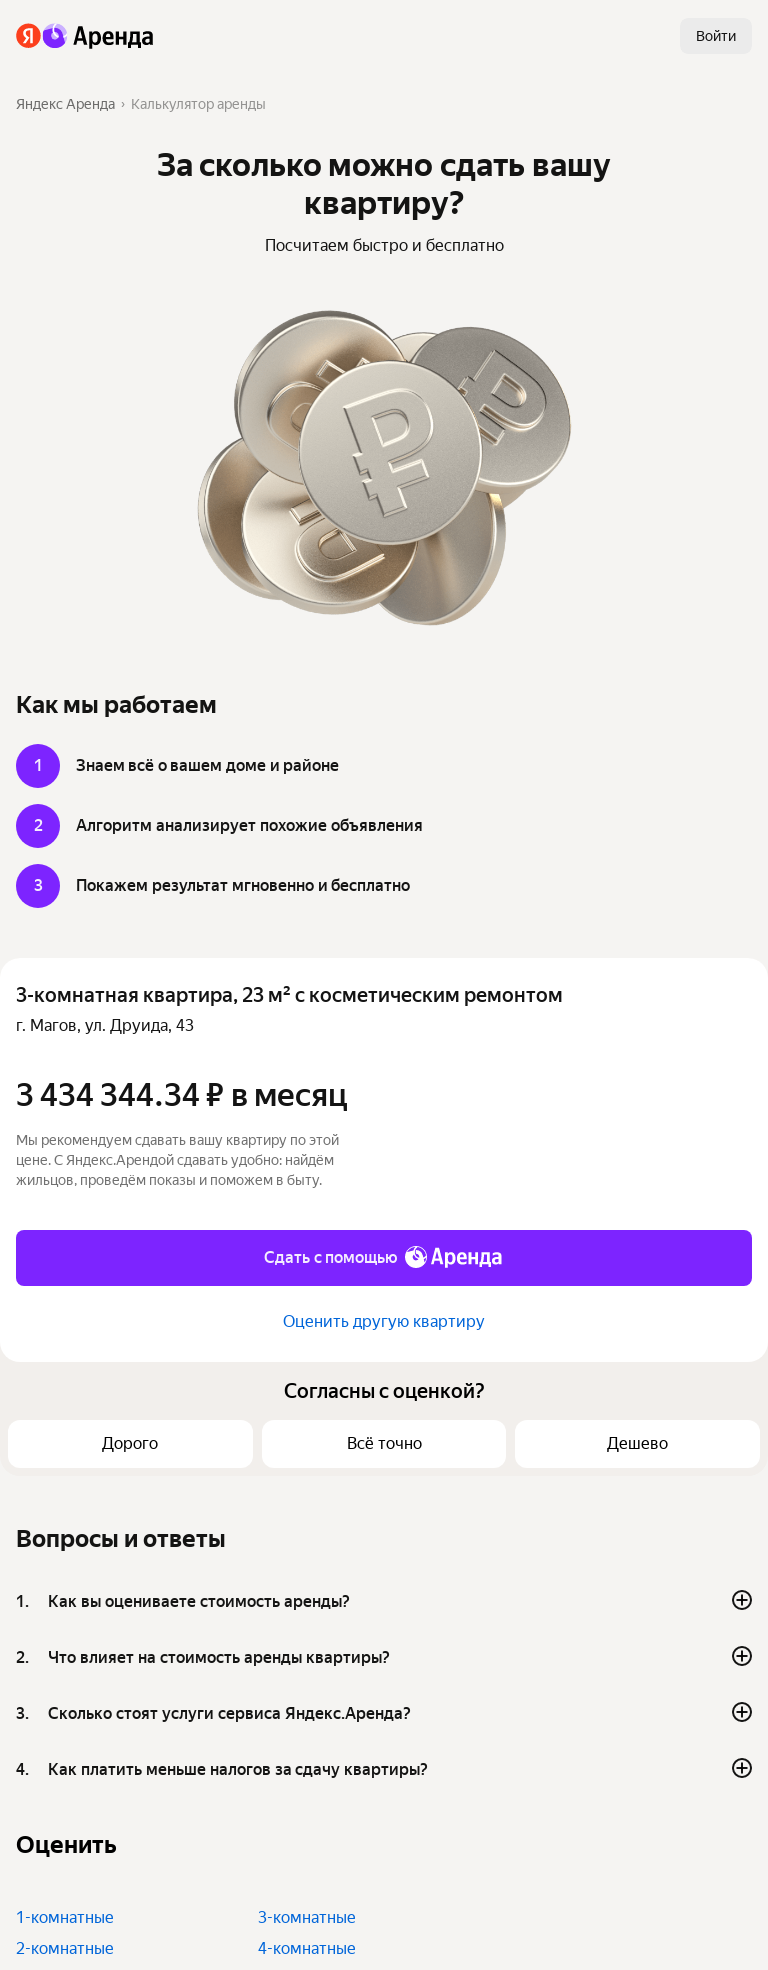 Я Аренда
Войти
Яндекс Аренда › Калькулятор аренды
За сколько можно сдать вашу
квартиру?
Посчитаем быстро и бесплатно
Как мы работаем
1 Знаем всё о вашем доме и районе
2 Алгоритм анализирует похожие объявления
3 Покажем результат мгновенно и бесплатно
3-комнатная квартира, 23 м² с косметическим ремонтом
г. Магов, ул. Друида, 43
3 434 344.34 ₽ в месяц
Мы рекомендуем сдавать вашу квартиру по этой
цене. С Яндекс.Арендой сдавать удобно: найдём
жильцов, проведём показы и поможем в быту.
Сдать с помощью Аренда
Оценить другую квартиру
Согласны с оценкой?
Дорого
Всё точно
Дешево
Вопросы и ответы
1. Как вы оцениваете стоимость аренды?
2. Что влияет на стоимость аренды квартиры?
3. Сколько стоят услуги сервиса Яндекс.Аренда?
4. Как платить меньше налогов за сдачу квартиры?
Оценить
1-комнатные
2-комнатные
3-комнатные
4-комнатные